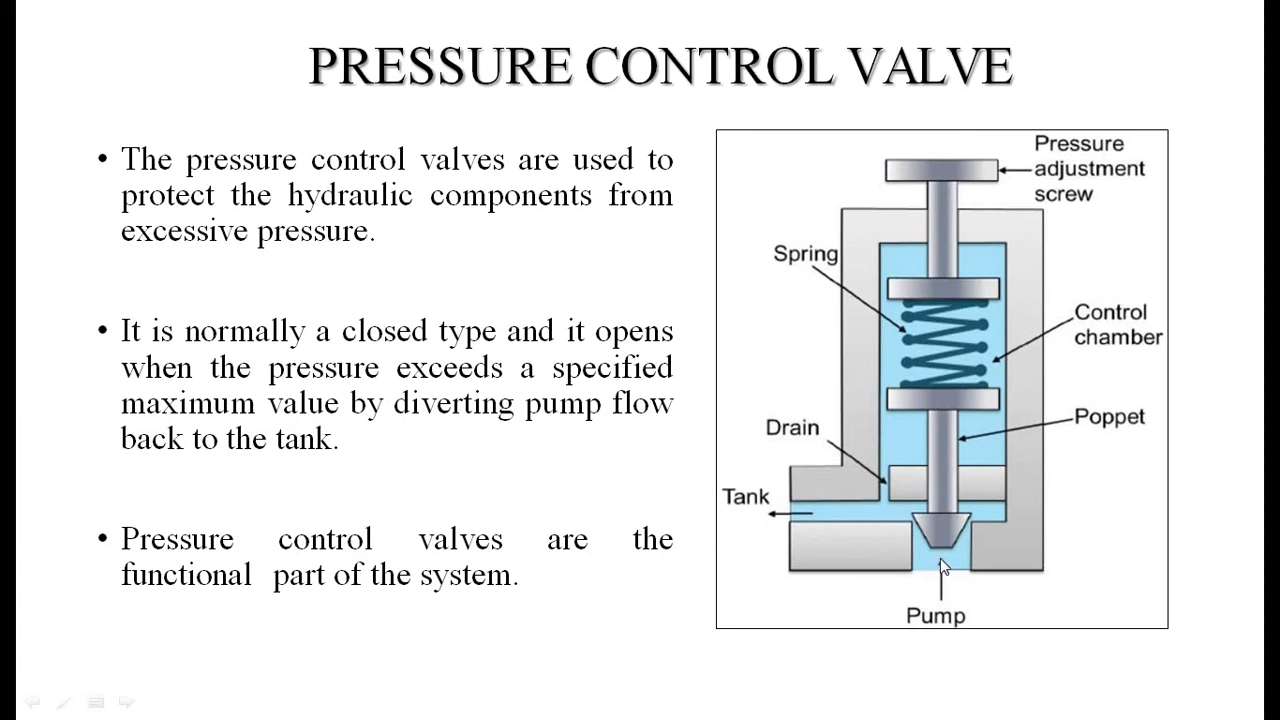 PRESSURE CONTROL VALVE
• The pressure control valves are used to
protect the hydraulic components from
excessive pressure.
• It is normally a closed type and it opens
when the pressure exceeds a specified
maximum value by diverting pump flow
back to the tank.
• Pressure control valves are the
functional part of the system.
Pressure
adjustment
screw
Spring
Control
chamber
Poppet
Drain
Tank
Pump